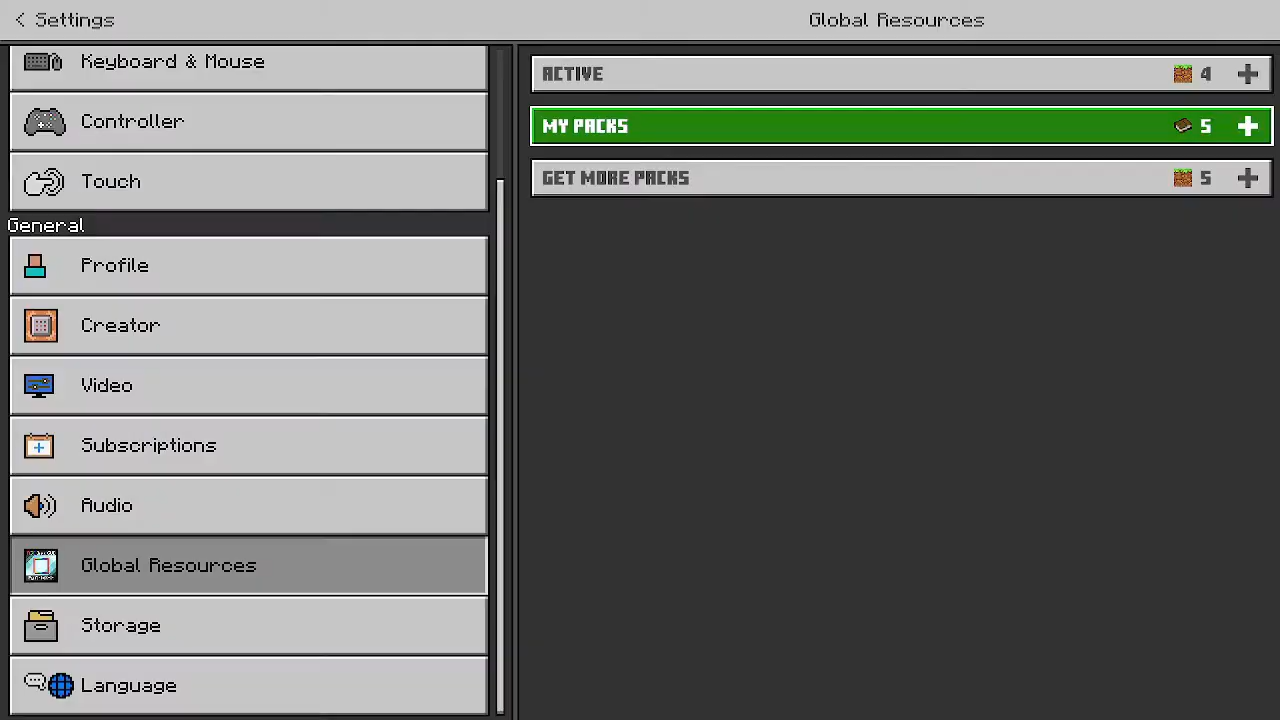 Settings
Global Resources
Keyboard & Mouse
Controller
Touch
General
Profile
Creator
Video
Subscriptions
Audio
Global Resources
Storage
Language
ACTIVE 4
MY PACKS 5
GET MORE PACKS 5